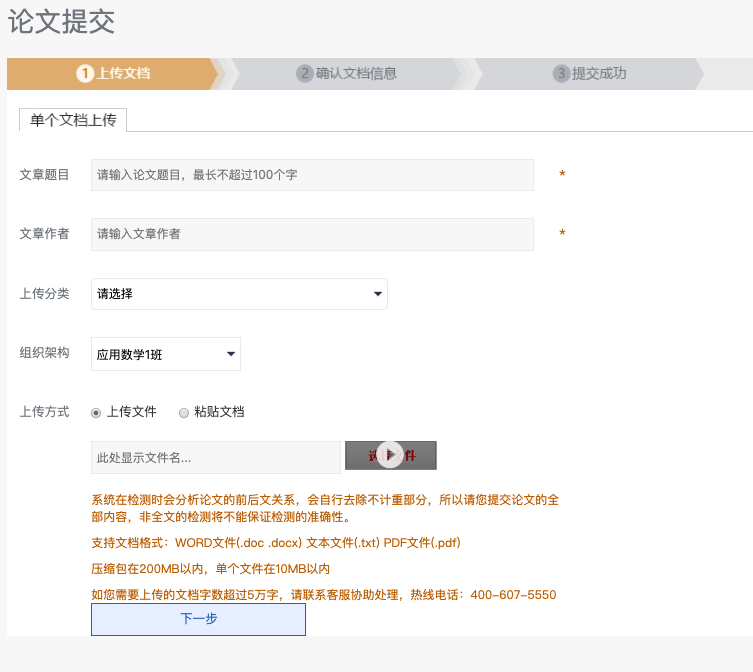 论文提交
1 上传文档
2 确认文档信息
3 提交成功
单个文档上传
文章题目 请输入论文题目，最长不超过100个字 *
文章作者 请输入文章作者 *
上传分类 请选择
组织架构 应用数学1班
上传方式 上传文件 粘贴文档
此处显示文件名... 选择文件
系统在检测时会分析论文的前后文关系，会自行去除不计重部分，所以请您提交论文的全
部内容，非全文的检测将不能保证检测的准确性。
支持文档格式：WORD文件(.doc .docx) 文本文件(.txt) PDF文件(.pdf)
压缩包在200MB以内，单个文件在10MB以内
如您需要上传的文档字数超过5万字，请联系客服协助处理，热线电话：400-607-5550
下一步